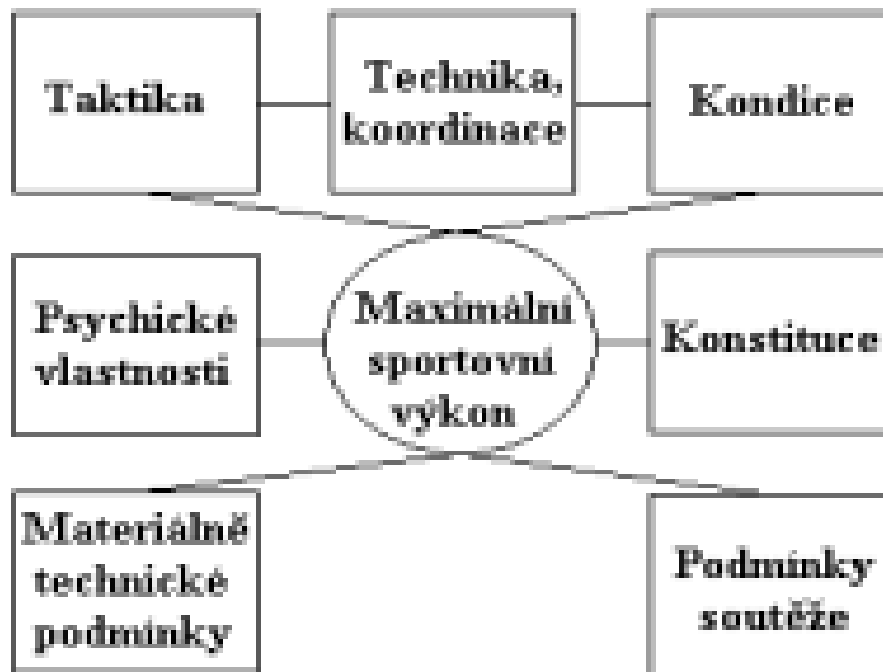 Taktika
Technika,
koordinace
Kondice
Psychické
vlastnosti
Maximální
sportovní
výkon
Konstituce
Materiálně
technické
podmínky
Podmínky
soutěže